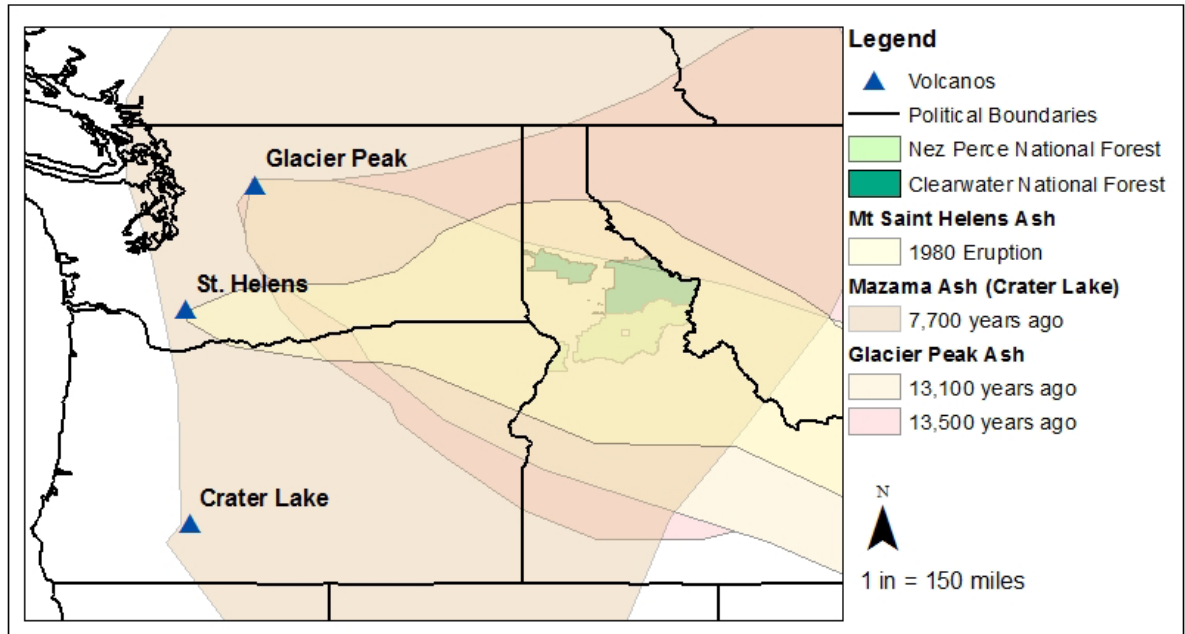 Glacier Peak
St. Helens
Crater Lake
Legend
Volcanos
Political Boundaries
Nez Perce National Forest
Clearwater National Forest
Mt Saint Helens Ash
1980 Eruption
Mazama Ash (Crater Lake)
7,700 years ago
Glacier Peak Ash
13,100 years ago
13,500 years ago
N
1 in = 150 miles